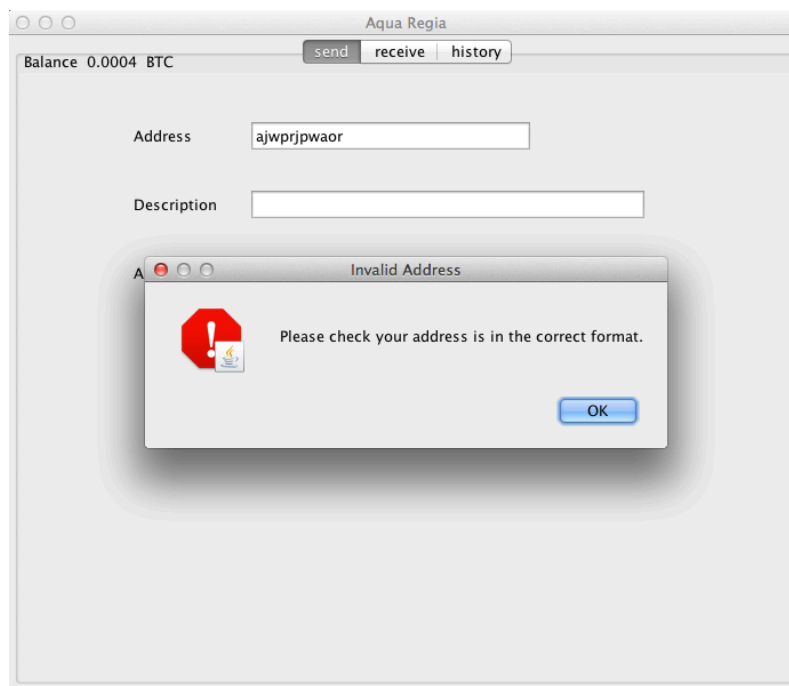 Aqua Regia
send receive history
Balance 0.0004 BTC
Address ajwprjpwaor
Description
A
Invalid Address
Please check your address is in the correct format.
OK